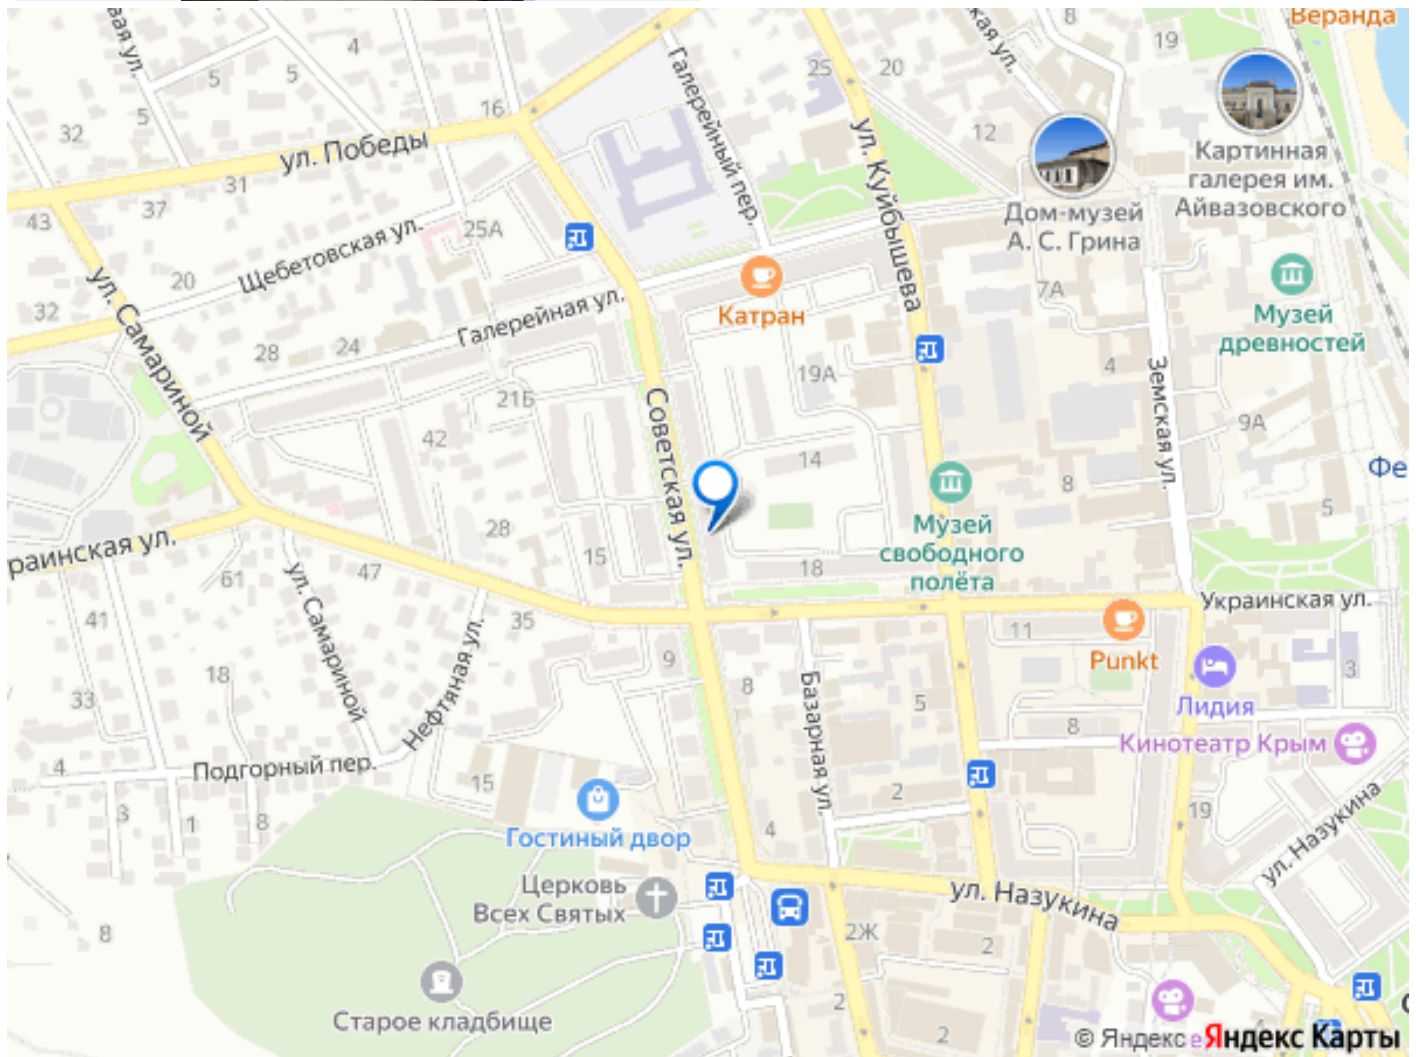 Веранда
вая ул.
8
4
19
кая ул.
5
5
25
20
Галерейный пер.
16
5
32
12
ул. Победы
ул. Куйбышева
Картинная
галерея им.
Айвазовского
31
37
43
Дом-музей
А. С. Грина
25А
Щебетовская ул.
20
7А
32
ул. Самариной
Галерейная ул.
Катран
Музей
древностей
28
24
4
19А
Земская ул.
21Б
Советская ул.
9А
42
14
Фе
8
5
28
Музей
свободного
полёта
раинская ул.
15
47
18
61
ул. Самариной
Украинская ул.
41
35
11
Нефтяная ул.
9
Punkt
3
18
8
Базарная ул.
33
5
Лидия
8
Кинотеатр Крым
4
Подгорный пер.
15
2
3
1
8
19
4
Гостиный двор
ул. Назукина
Церковь
Всех Святых
ул. Назукина
8
2Ж
2
2
Старое кладбище
2
© Яндекс е Яндекс Карты